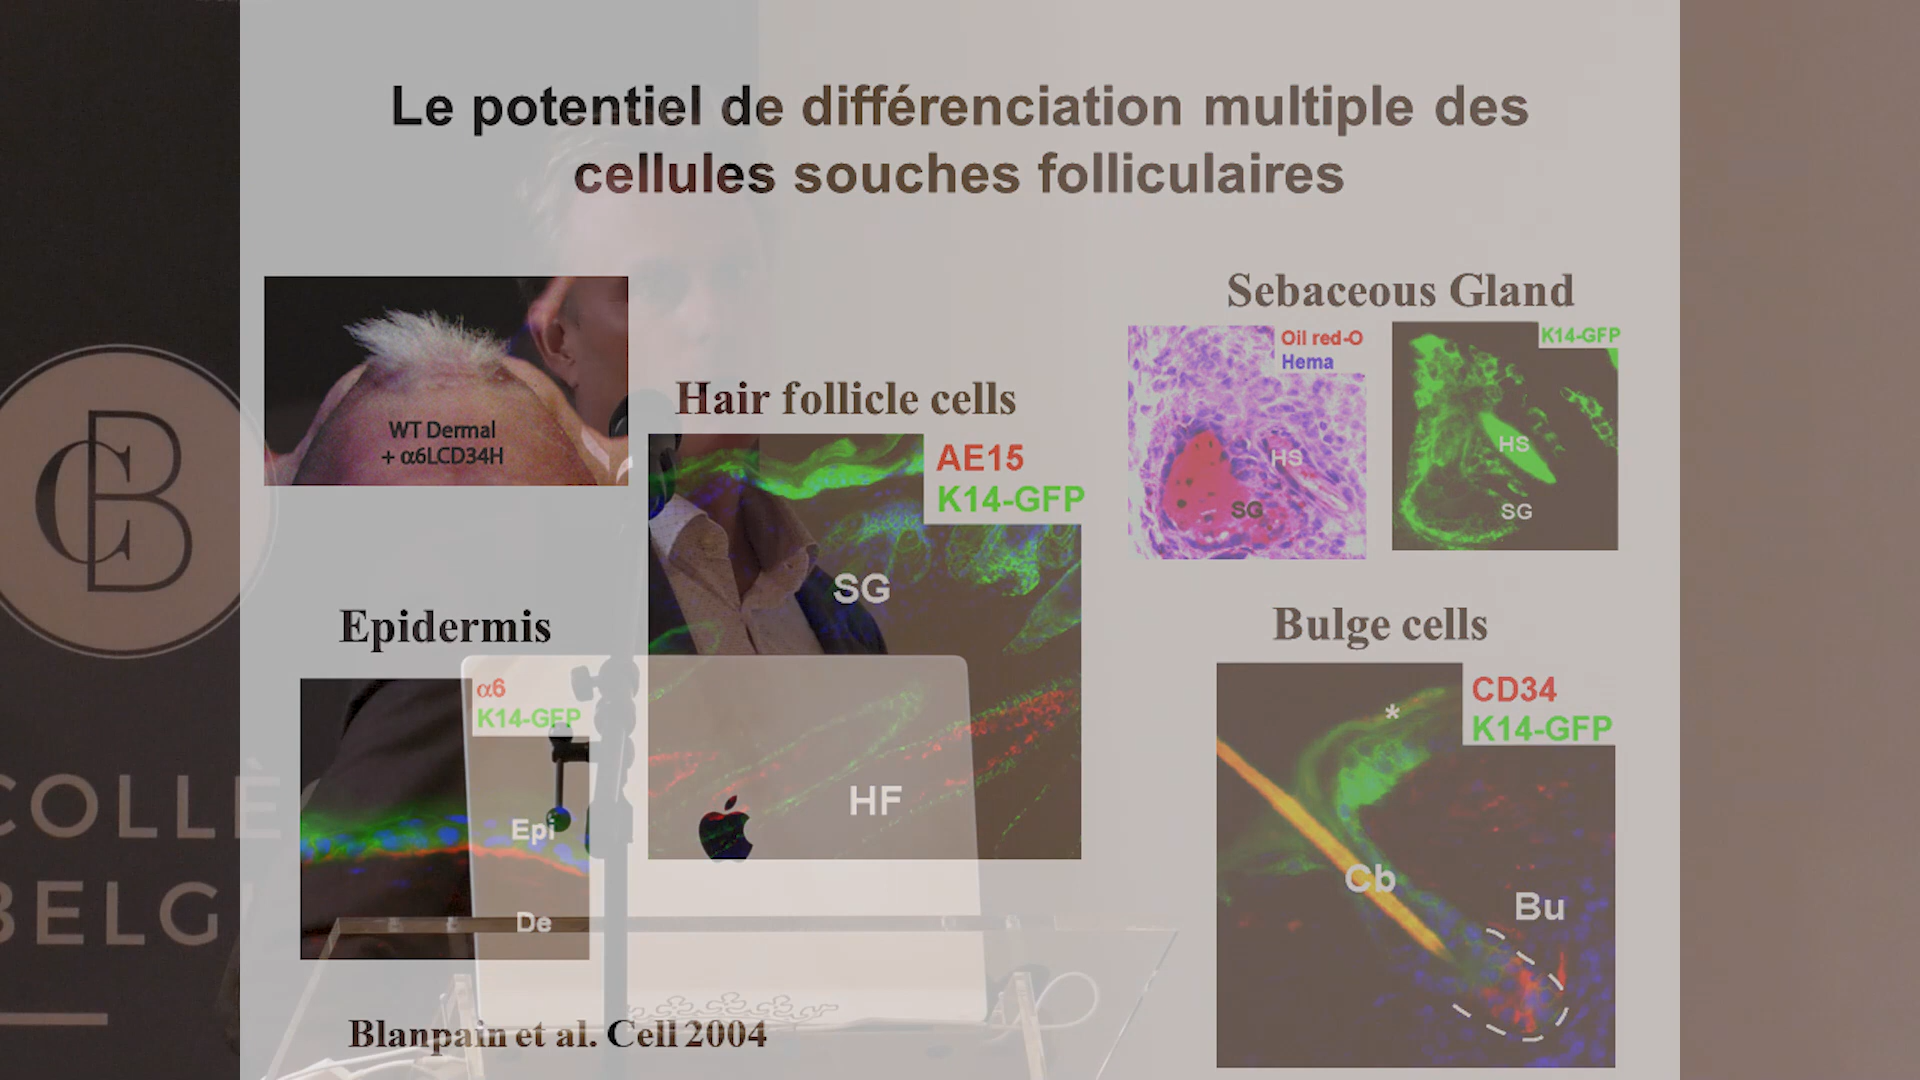 Le potentiel de différenciation multiple des
cellules souches folliculaires
WT Dermal
+ α6LCD34H
Hair follicle cells
AE15
K14-GFP
SG
HF
Sebaceous Gland
Oil red-O
Hema
HS
SG
K14-GFP
HS
SG
Epidermis
α6
K14-GFP
Epi
De
Bulge cells
CD34
K14-GFP
*
Cb
Bu
Blanpain et al. Cell 2004
CB
COLLÈ
BELGI